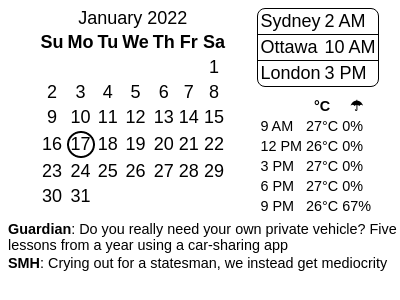 January 2022
Su Mo Tu We Th Fr Sa
1
2 3 4 5 6 7 8
9 10 11 12 13 14 15
16 17 18 19 20 21 22
23 24 25 26 27 28 29
30 31
Sydney 2 AM
Ottawa 10 AM
London 3 PM
°C ☂
9 AM 27°C 0%
12 PM 26°C 0%
3 PM 27°C 0%
6 PM 27°C 0%
9 PM 26°C 67%
Guardian: Do you really need your own private vehicle? Five
lessons from a year using a car-sharing app
SMH: Crying out for a statesman, we instead get mediocrity